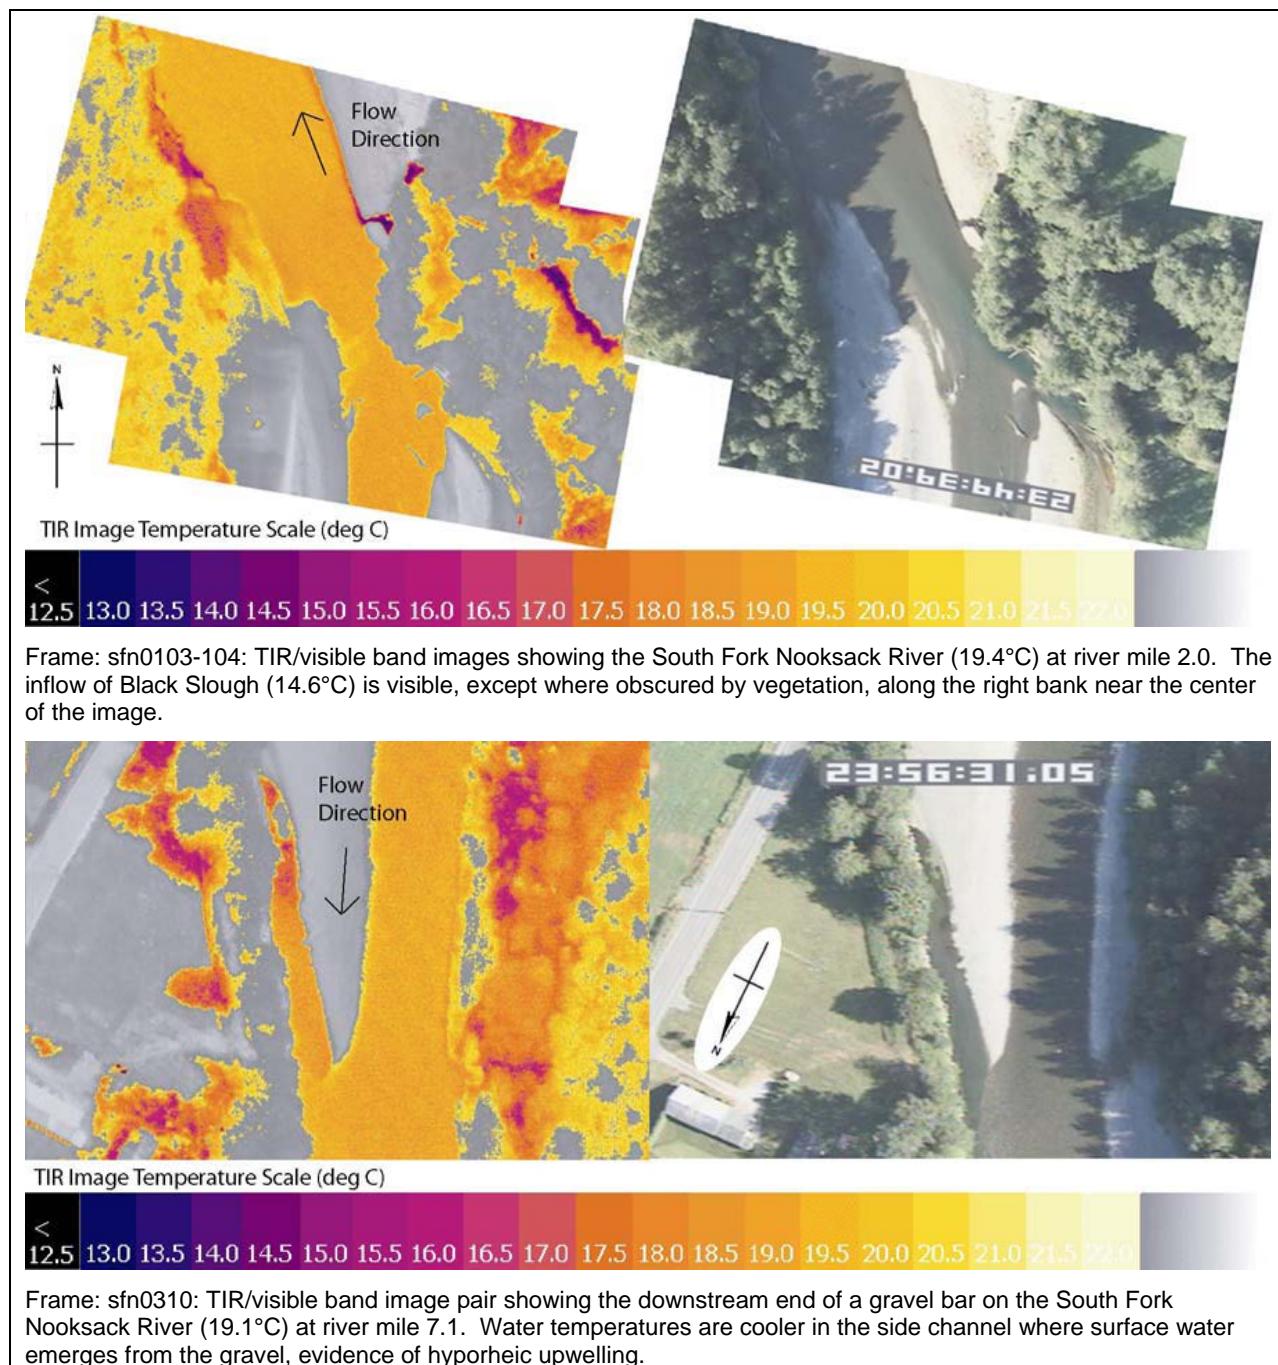 Flow
Direction
N
TIR Image Temperature Scale (deg C)
<
12.5 13.0 13.5 14.0 14.5 15.0 15.5 16.0 16.5 17.0 17.5 18.0 18.5 19.0 19.5 20.0 20.5 21.0 21.5 22.0
Frame: sfn0103-104: TIR/visible band images showing the South Fork Nooksack River (19.4°C) at river mile 2.0. The
inflow of Black Slough (14.6°C) is visible, except where obscured by vegetation, along the right bank near the center
of the image.
Flow
Direction
23:56:31.05
N
TIR Image Temperature Scale (deg C)
<
12.5 13.0 13.5 14.0 14.5 15.0 15.5 16.0 16.5 17.0 17.5 18.0 18.5 19.0 19.5 20.0 20.5 21.0 21.5 22.0
Frame: sfn0310: TIR/visible band image pair showing the downstream end of a gravel bar on the South Fork
Nooksack River (19.1°C) at river mile 7.1. Water temperatures are cooler in the side channel where surface water
emerges from the gravel, evidence of hyporheic upwelling.